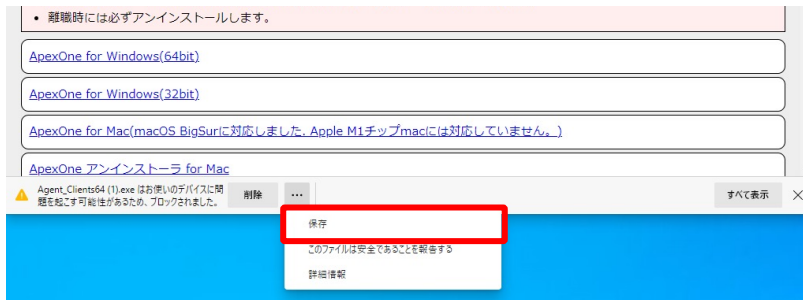 • 離職時には必ずアンインストールします。
ApexOne for Windows(64bit)
ApexOne for Windows(32bit)
ApexOne for Mac(macOS BigSurに対応しました. Apple M1チップmacには対応していません。)
ApexOne アンインストーラ for Mac
Agent_Clients64 (1).exe はお使いのデバイスに問
題を起こす可能性があるため、ブロックされました。
削除
...
すべて表示
保存
このファイルは安全であることを報告する
詳細情報